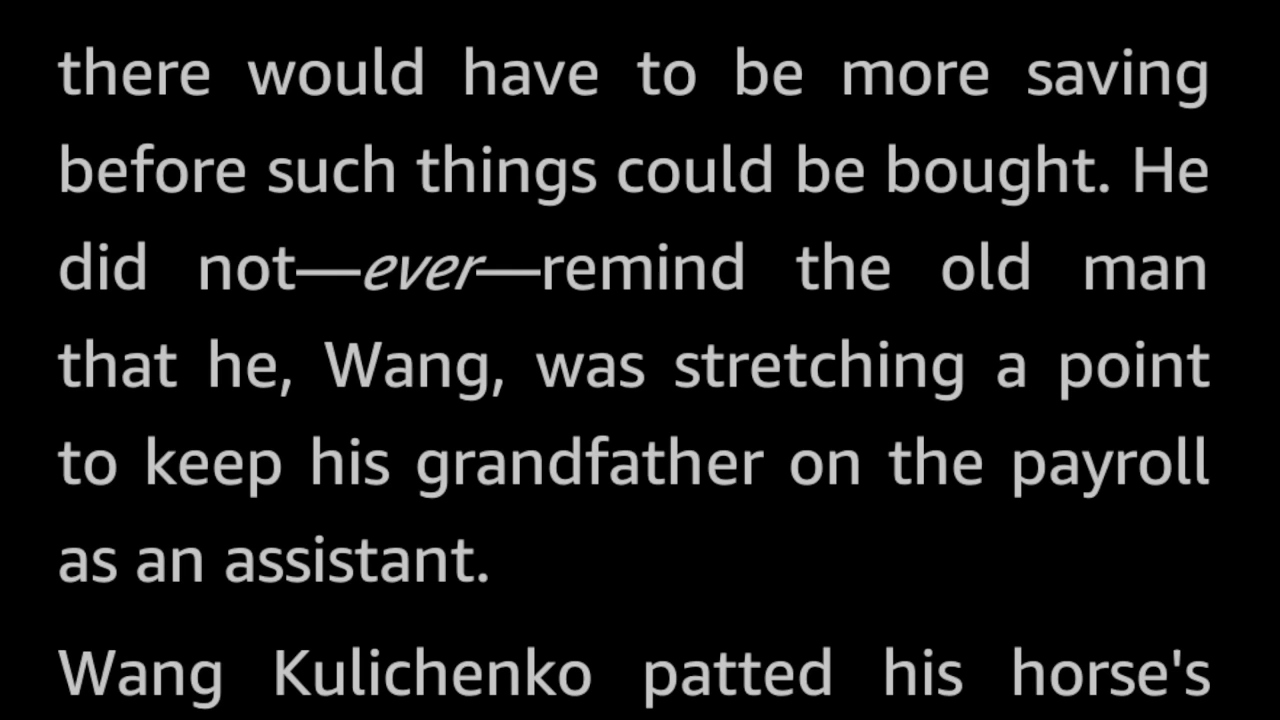 there would have to be more saving
before such things could be bought. He
did not—ever—remind the old man
that he, Wang, was stretching a point
to keep his grandfather on the payroll
as an assistant.
Wang Kulichenko patted his horse's